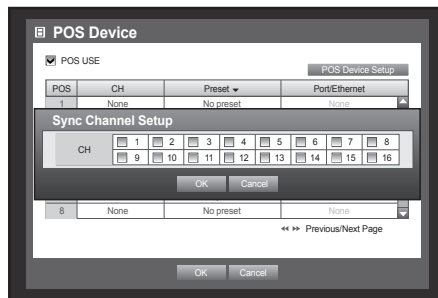 POS Device
POS USE
POS Device Setup
POS CH Preset Port/Ethernet
1 None No preset None
Sync Channel Setup
CH
1 2 3 4 5 6 7 8
9 10 11 12 13 14 15 16
OK Cancel
8 None No preset None
Previous/Next Page
OK Cancel